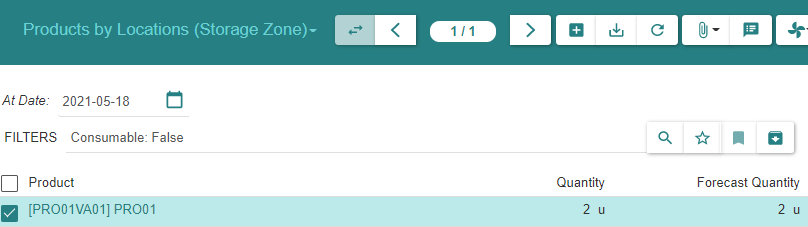 Products by Locations (Storage Zone)
1 / 1
At Date: 2021-05-18
FILTERS Consumable: False
Product Quantity Forecast Quantity
[PRO01VA01] PRO01 2 u 2 u